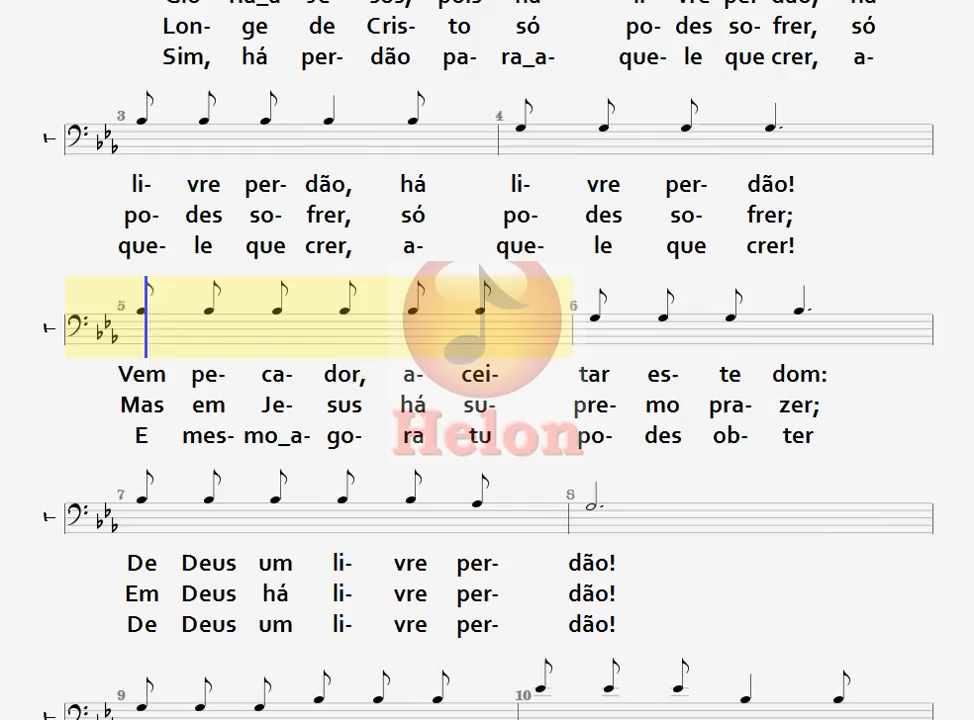 Lon- ge de Cris- to só po- des so- frer, só
Sim, há per- dão pa- ra_a- que- le que crer, a-
3 4
li- vre per- dão, há li- vre per- dão!
po- des so- frer, só po- des so- frer;
que- le que crer, a- que- le que crer!
5 6
Vem pe- ca- dor, a- cei- tar es- te dom:
Mas em Je- sus há su- pre- mo pra- zer;
E mes- mo_a- go- ra tu po- des ob- ter
Helon
7 8
De Deus um li- vre per- dão!
Em Deus há li- vre per- dão!
De Deus um li- vre per- dão!
9 10